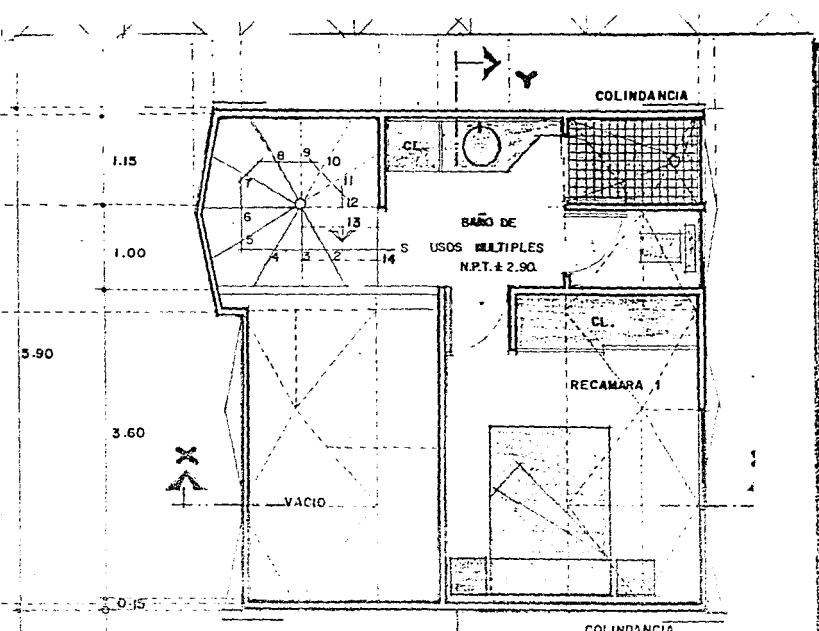 Y
COLINDANCIA
1.15
CL.
8
9
10
7
11
12
6
13
5
4
3
2
14
S
BAÑO DE
USOS MULTIPLES
N.P.T. ± 2.90.
1.00
CL.
5.90
RECAMARA 1
3.60
X
VACIO
0.15
COLINDANCIA